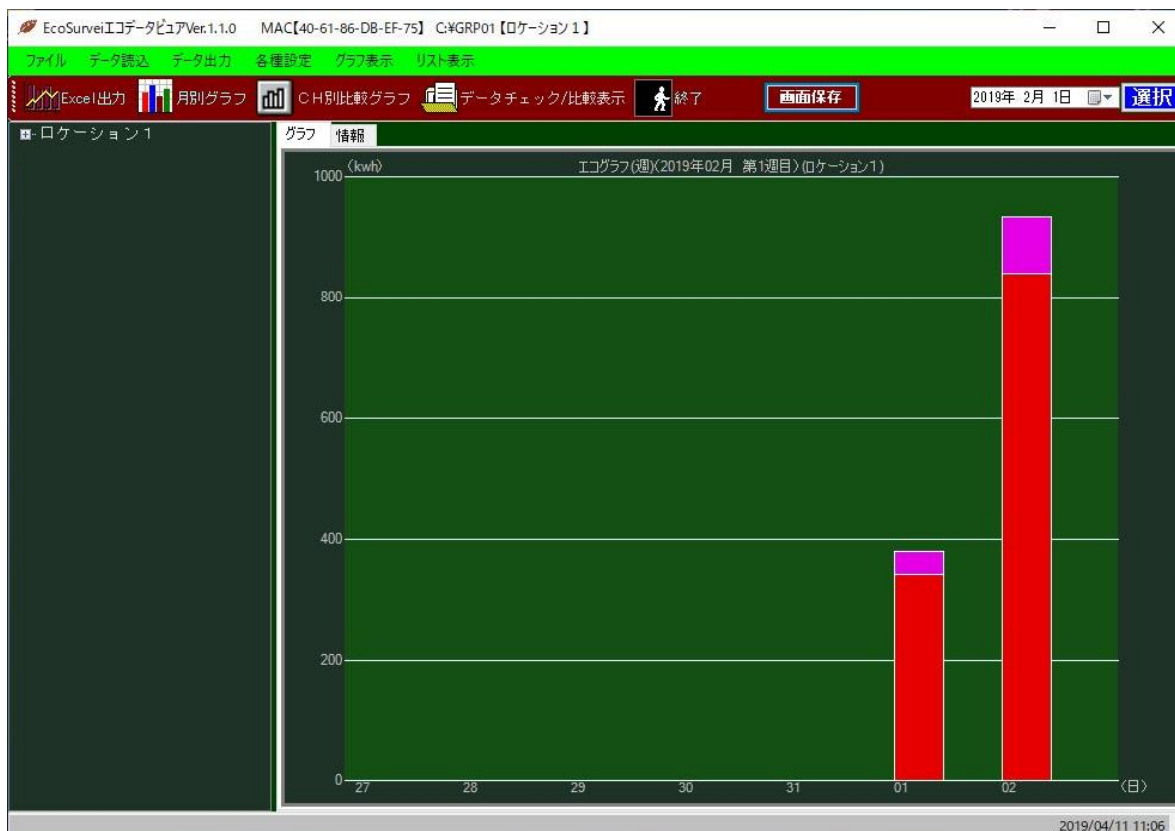 EcoSurveiエコデータビュアVer.1.1.0 MAC【40-61-86-DB-EF-75】 C:¥GRP01【ロケーション１】
ファイル データ読込 データ出力 各種設定 グラフ表示 リスト表示
Excel出力 月別グラフ ＣＨ別比較グラフ データチェック/比較表示 終了 画面保存 2019年 2月 1日 選択
ロケーション１
グラフ 情報
(kwh) エコグラフ(週)(2019年02月 第1週目)(ロケーション1)
1000
800
600
400
200
0
27 28 29 30 31 01 02 (日)
2019/04/11 11:06